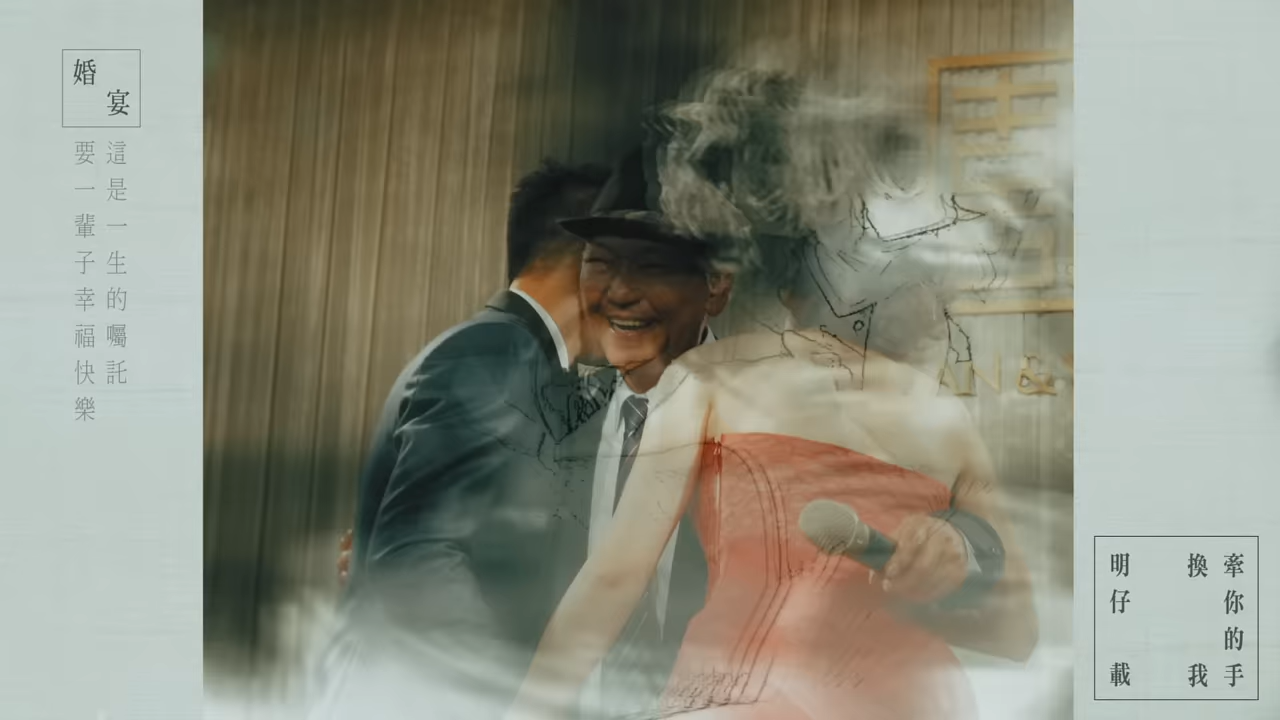 婚宴
這是一生的囑託
要一輩子幸福快樂
牽你的手
換 我
明仔 載
AN &